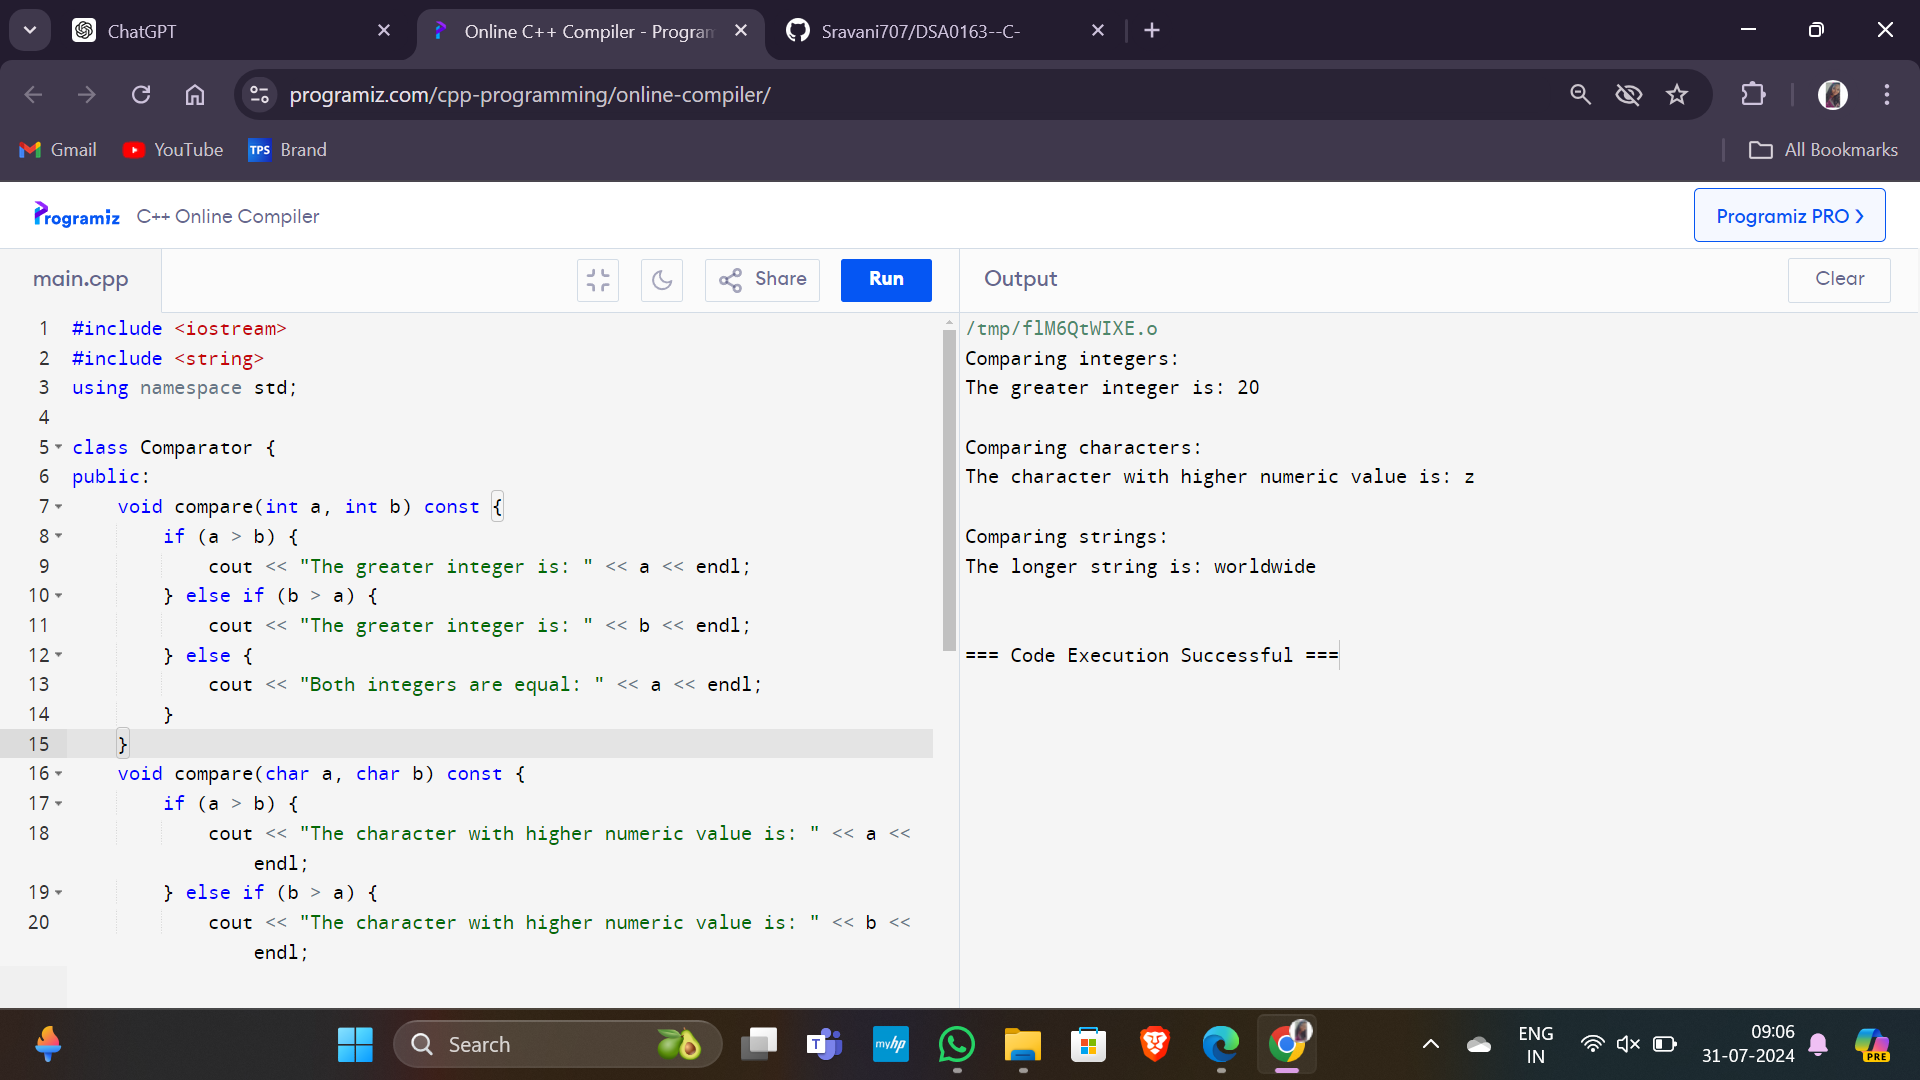 ChatGPT
Online C++ Compiler - Program
Sravani707/DSA0163--C-
programiz.com/cpp-programming/online-compiler/
Gmail
YouTube
TPS Brand
All Bookmarks
Programiz C++ Online Compiler
Programiz PRO ❯
main.cpp
Share
Run
Output
Clear
1 #include <iostream>
2 #include <string>
3 using namespace std;
4
5 class Comparator {
6 public:
7     void compare(int a, int b) const {
8         if (a > b) {
9             cout << "The greater integer is: " << a << endl;
10         } else if (b > a) {
11             cout << "The greater integer is: " << b << endl;
12         } else {
13             cout << "Both integers are equal: " << a << endl;
14         }
15     }
16     void compare(char a, char b) const {
17         if (a > b) {
18             cout << "The character with higher numeric value is: " << a <<
endl;
19         } else if (b > a) {
20             cout << "The character with higher numeric value is: " << b <<
endl;
/tmp/flM6QtWIXE.o
Comparing integers:
The greater integer is: 20
Comparing characters:
The character with higher numeric value is: z
Comparing strings:
The longer string is: worldwide
=== Code Execution Successful ===
Search
T
myhp
ENG
IN
09:06
31-07-2024
PRE